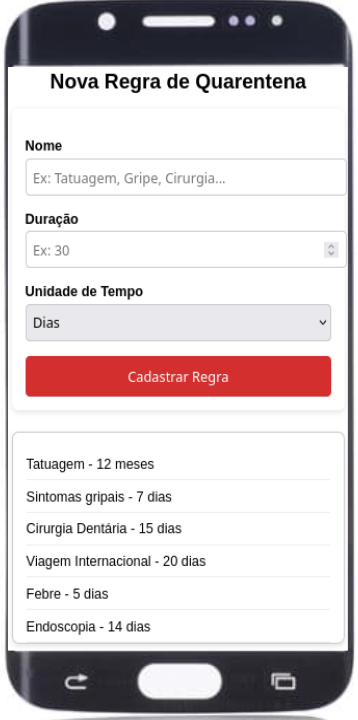 Nova Regra de Quarentena
Nome
Ex: Tatuagem, Gripe, Cirurgia...
Duração
Ex: 30
Unidade de Tempo
Dias
Cadastrar Regra
Tatuagem - 12 meses
Sintomas gripais - 7 dias
Cirurgia Dentária - 15 dias
Viagem Internacional - 20 dias
Febre - 5 dias
Endoscopia - 14 dias